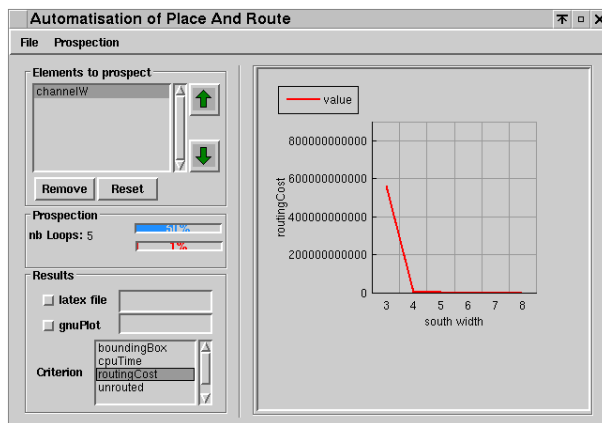 Automatisation of Place And Route
File Prospection
Elements to prospect
channelW
Remove Reset
Prospection
nb Loops: 5
50%
1%
Results
latex file
gnuPlot
Criterion
boundingBox
cpuTime
routingCost
unrouted
value
routingCost
800000000000
600000000000
400000000000
200000000000
0
3 4 5 6 7 8
south width